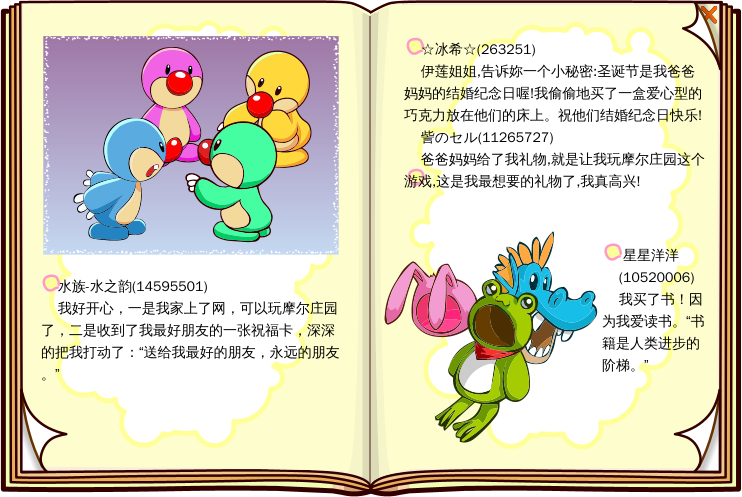 水族-水之韵(14595501)
我好开心，一是我家上了网，可以玩摩尔庄园
了，二是收到了我最好朋友的一张祝福卡，深深
的把我打动了：“送给我最好的朋友，永远的朋友
。”
☆冰希☆(263251)
伊莲姐姐,告诉妳一个小秘密:圣诞节是我爸爸
妈妈的结婚纪念日喔!我偷偷地买了一盒爱心型的
巧克力放在他们的床上。祝他们结婚纪念日快乐!
訾のセル(11265727)
爸爸妈妈给了我礼物,就是让我玩摩尔庄园这个
游戏,这是我最想要的礼物了,我真高兴!
星星洋洋
(10520006)
我买了书！因
为我爱读书。“书
籍是人类进步的
阶梯。”